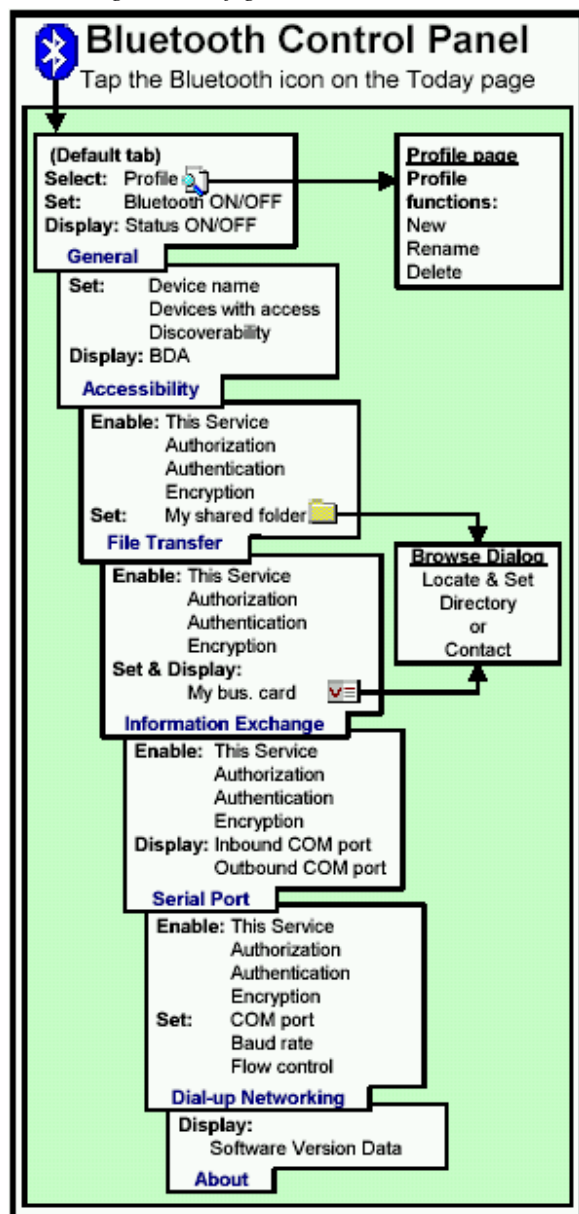 Bluetooth Control Panel
Tap the Bluetooth icon on the Today page
(Default tab)
Select: Profile
Set: Bluetooth ON/OFF
Display: Status ON/OFF
General
Profile page
Profile
functions:
New
Rename
Delete
Set: Device name
Devices with access
Discoverability
Display: BDA
Accessibility
Enable: This Service
Authorization
Authentication
Encryption
Set: My shared folder
File Transfer
Browse Dialog
Locate & Set
Directory
or
Contact
Enable: This Service
Authorization
Authentication
Encryption
Set & Display:
My bus. card
Information Exchange
Enable: This Service
Authorization
Authentication
Encryption
Display: Inbound COM port
Outbound COM port
Serial Port
Enable: This Service
Authorization
Authentication
Encryption
Set: COM port
Baud rate
Flow control
Dial-up Networking
Display:
Software Version Data
About